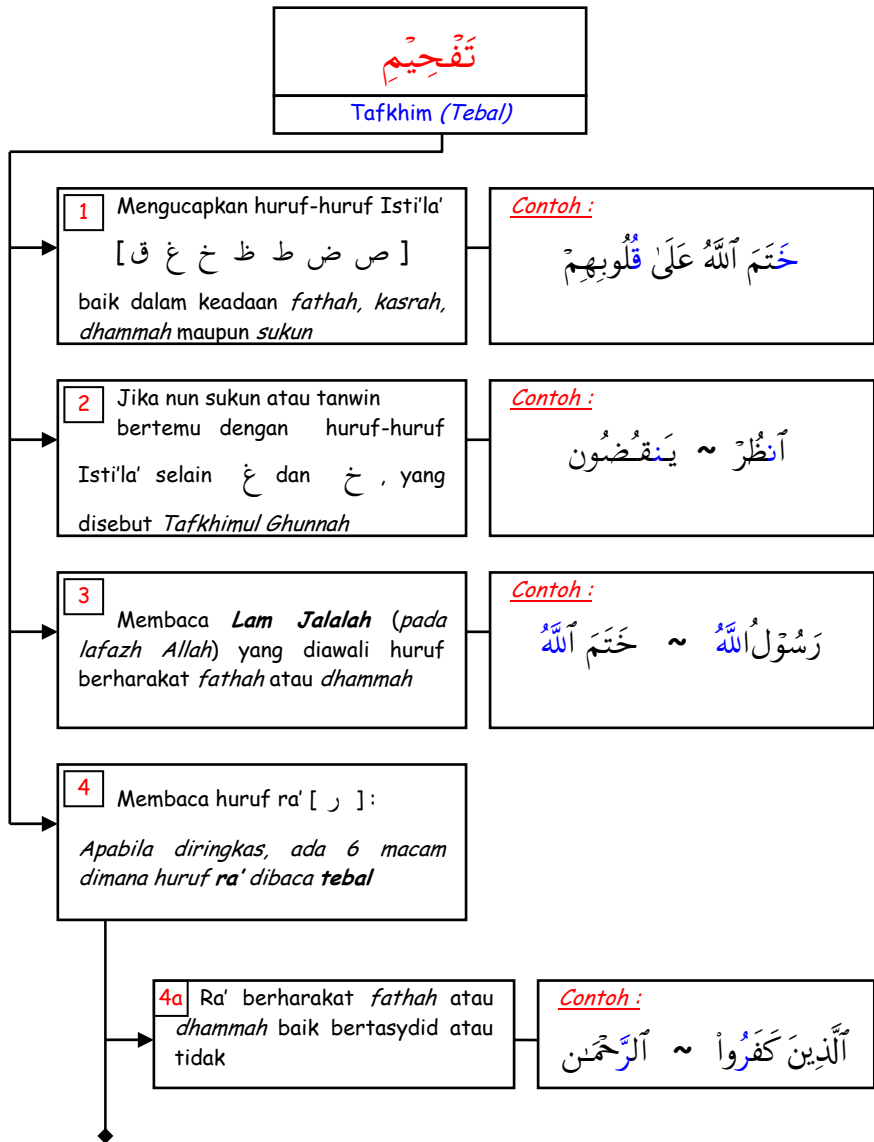 تَفْحِيْمِ
Tafkhim (Tebal)
1 Mengucapkan huruf-huruf Isti'la'
[ ص ض ط ظ خ غ ق ]
baik dalam keadaan fathah, kasrah,
dhammah maupun sukun
Contoh :
خَتَمَ ٱللَّهُ عَلَىٰ قُلُوبِهِمْ
2 Jika nun sukun atau tanwin
bertemu dengan huruf-huruf
Isti'la' selain غ dan خ , yang
disebut Tafkhimul Ghunnah
Contoh :
ٱنظُرْ ~ يَنقُضُون
3
Membaca Lam Jalalah (pada
lafazh Allah) yang diawali huruf
berharakat fathah atau dhammah
Contoh :
رَسُوْلُ اللَّهُ ~ خَتَمَ ٱللَّهُ
4 Membaca huruf ra' [ ر ] :
Apabila diringkas, ada 6 macam
dimana huruf ra' dibaca tebal
4a Ra' berharakat fathah atau
dhammah baik bertasydid atau
tidak
Contoh :
ٱلَّذِينَ كَفَرُوا۟ ~ ٱلرَّحْمَـٰن